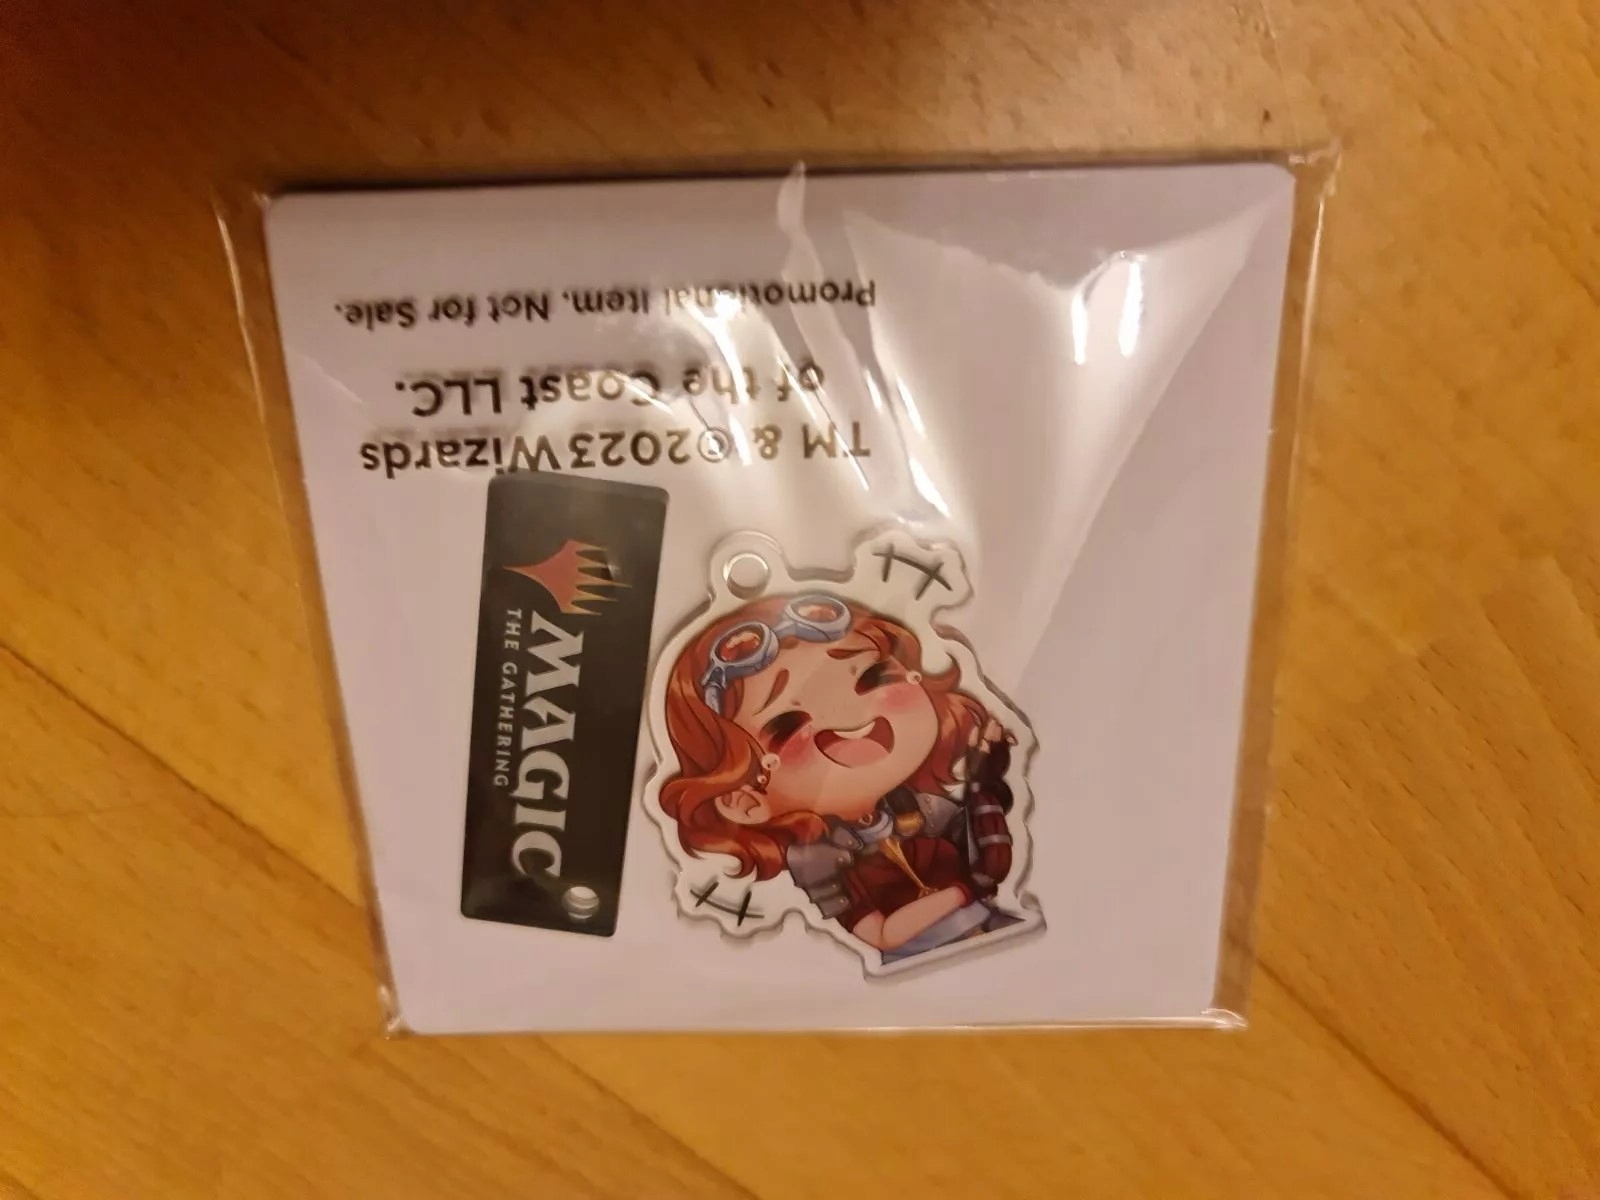 TM & ©2023 Wizards
of the Coast LLC.
Promotional Item. Not for Sale.
MAGIC
THE GATHERING